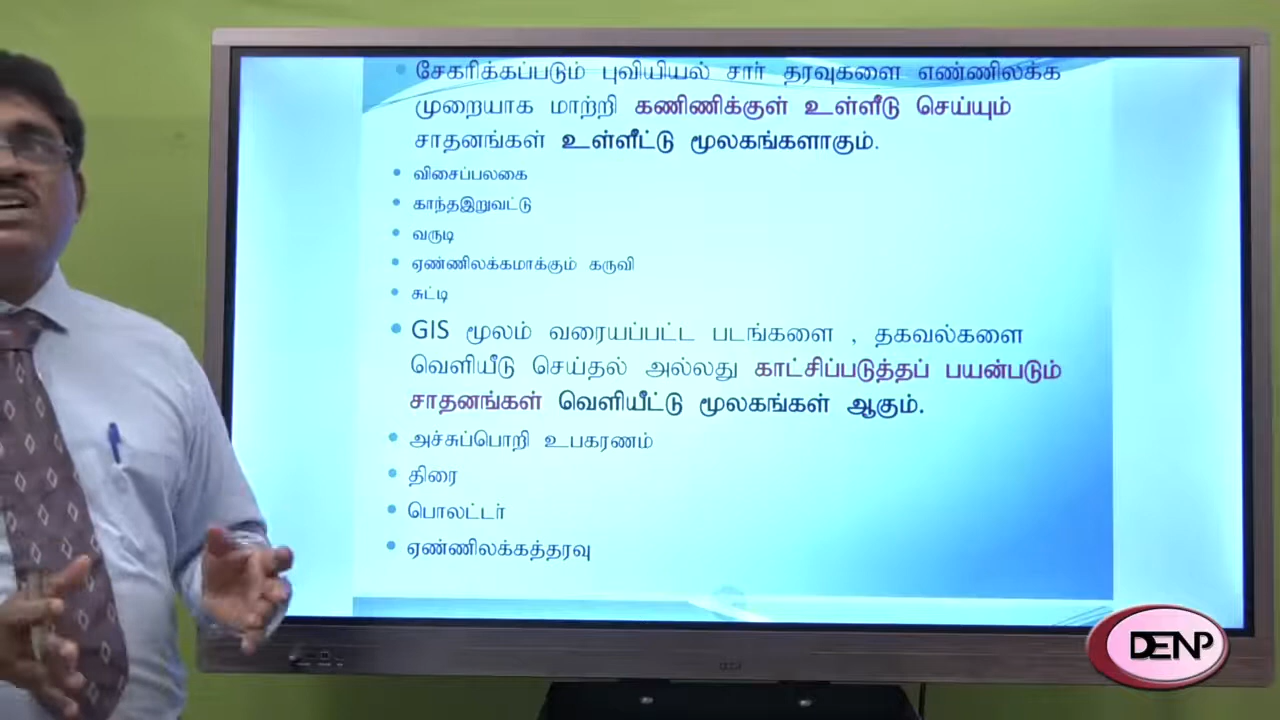 சேகரிக்கப்படும் புவியியல் சார் தரவுகளை எண்ணிலக்க
முறையாக மாற்றி கணிணிக்குள் உள்ளீடு செய்யும்
சாதனங்கள் உள்ளீட்டு மூலகங்களாகும்.
விசைப்பலகை
காந்தஇறுவட்டு
வருடி
ஏண்ணிலக்கமாக்கும் கருவி
சுட்டி
GIS மூலம் வரையப்பட்ட படங்களை , தகவல்களை
வெளியீடு செய்தல் அல்லது காட்சிப்படுத்தப் பயன்படும்
சாதனங்கள் வெளியீட்டு மூலகங்கள் ஆகும்.
அச்சுப்பொறி உபகரணம்
திரை
பொலட்டர்
ஏண்ணிலக்கத்தரவு
DENP